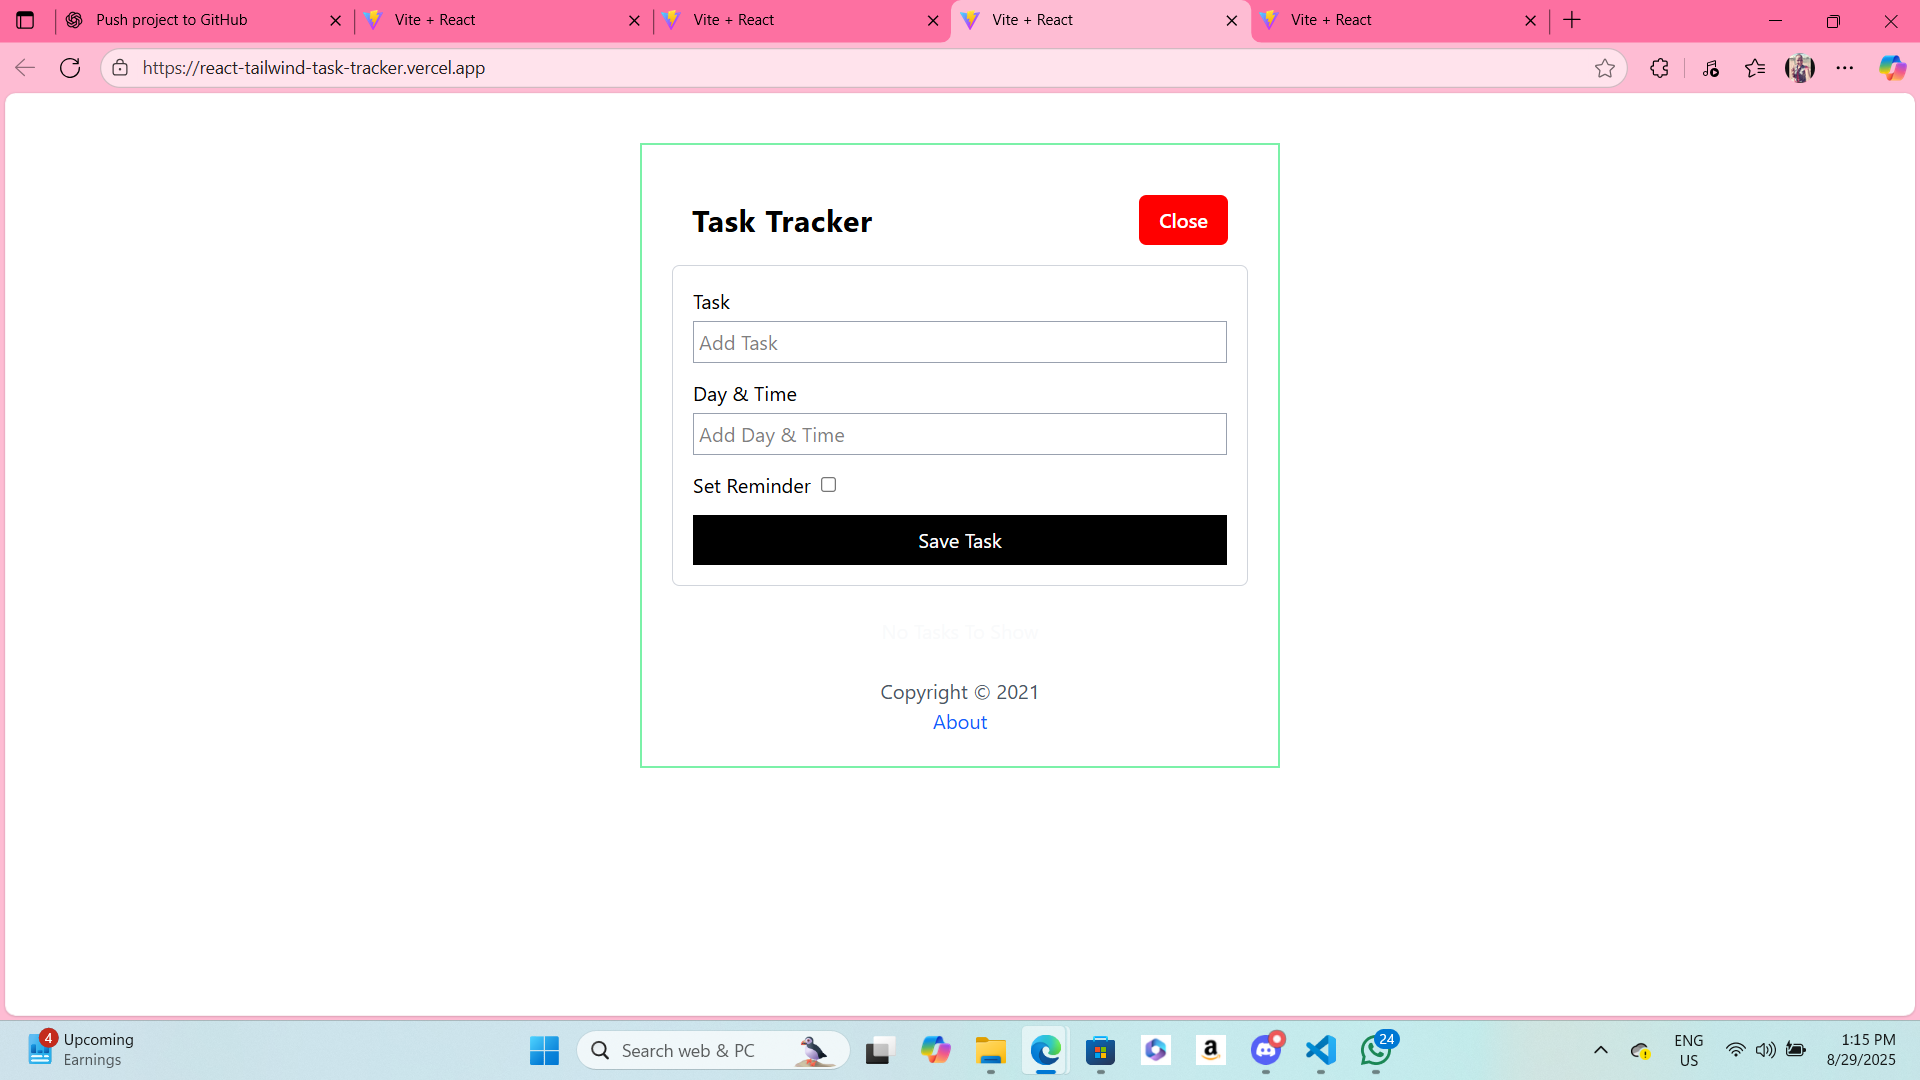 Push project to GitHub
Vite + React
Vite + React
Vite + React
Vite + React
https://react-tailwind-task-tracker.vercel.app
Task Tracker
Close
Task
Add Task
Day & Time
Add Day & Time
Set Reminder
Save Task
No Tasks To Show
Copyright © 2021
About
4
Upcoming
Earnings
Search web & PC
a
24
ENG
US
1:15 PM
8/29/2025